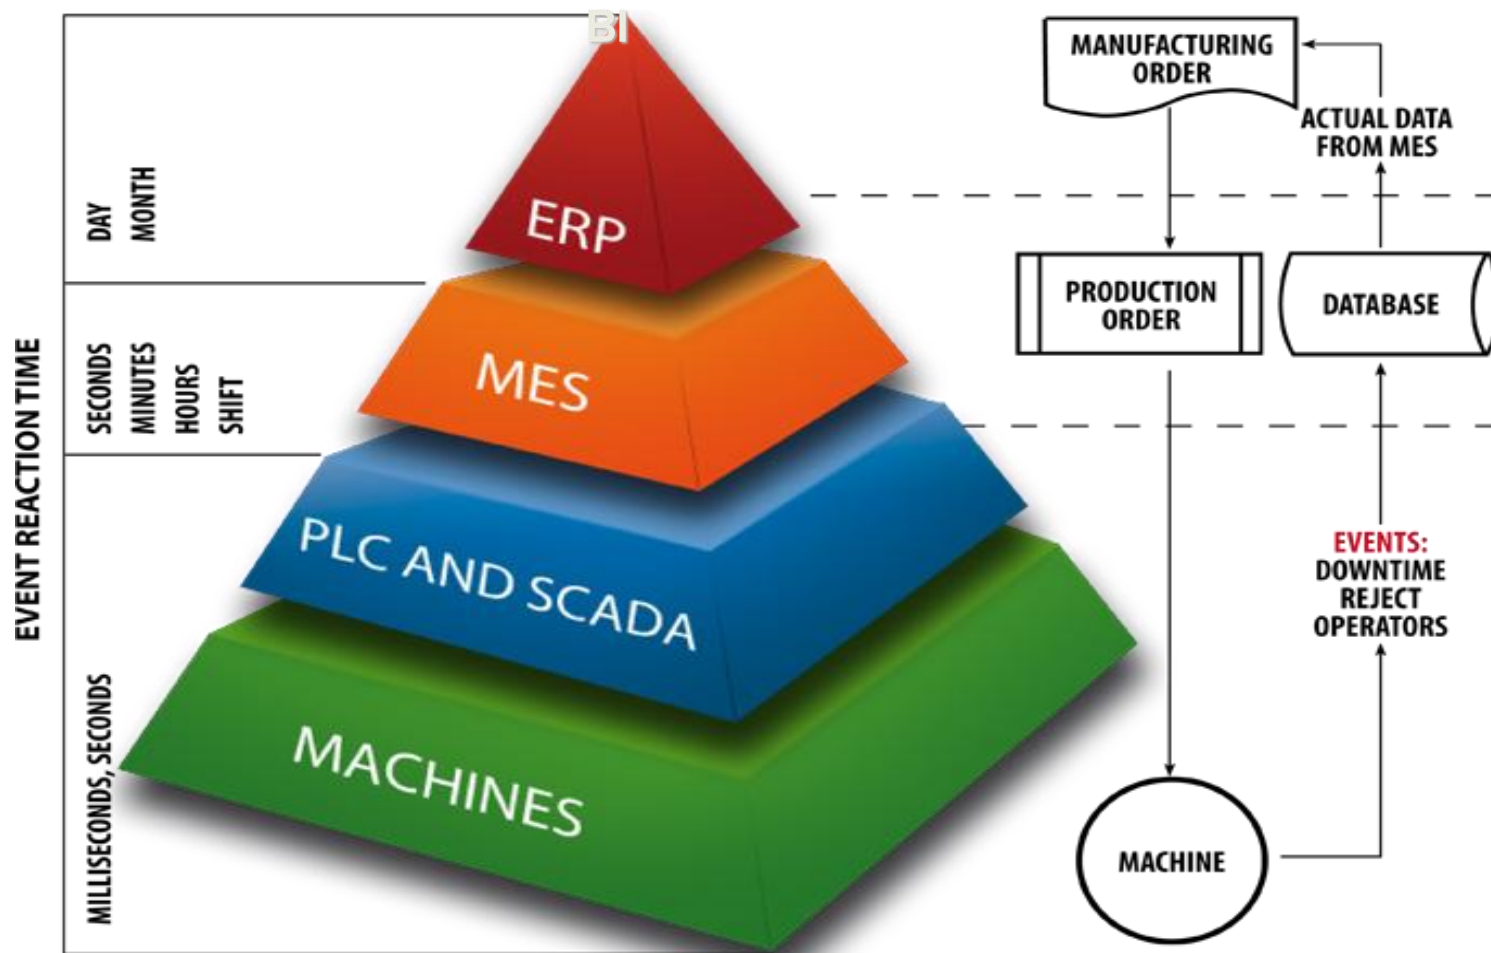 BI
ERP
MES
PLC AND SCADA
MACHINES
EVENT REACTION TIME
DAY
MONTH
SECONDS
MINUTES
HOURS
SHIFT
MILLISECONDS, SECONDS
MANUFACTURING
ORDER
ACTUAL DATA
FROM MES
PRODUCTION
ORDER
DATABASE
EVENTS:
DOWNTIME
REJECT
OPERATORS
MACHINE